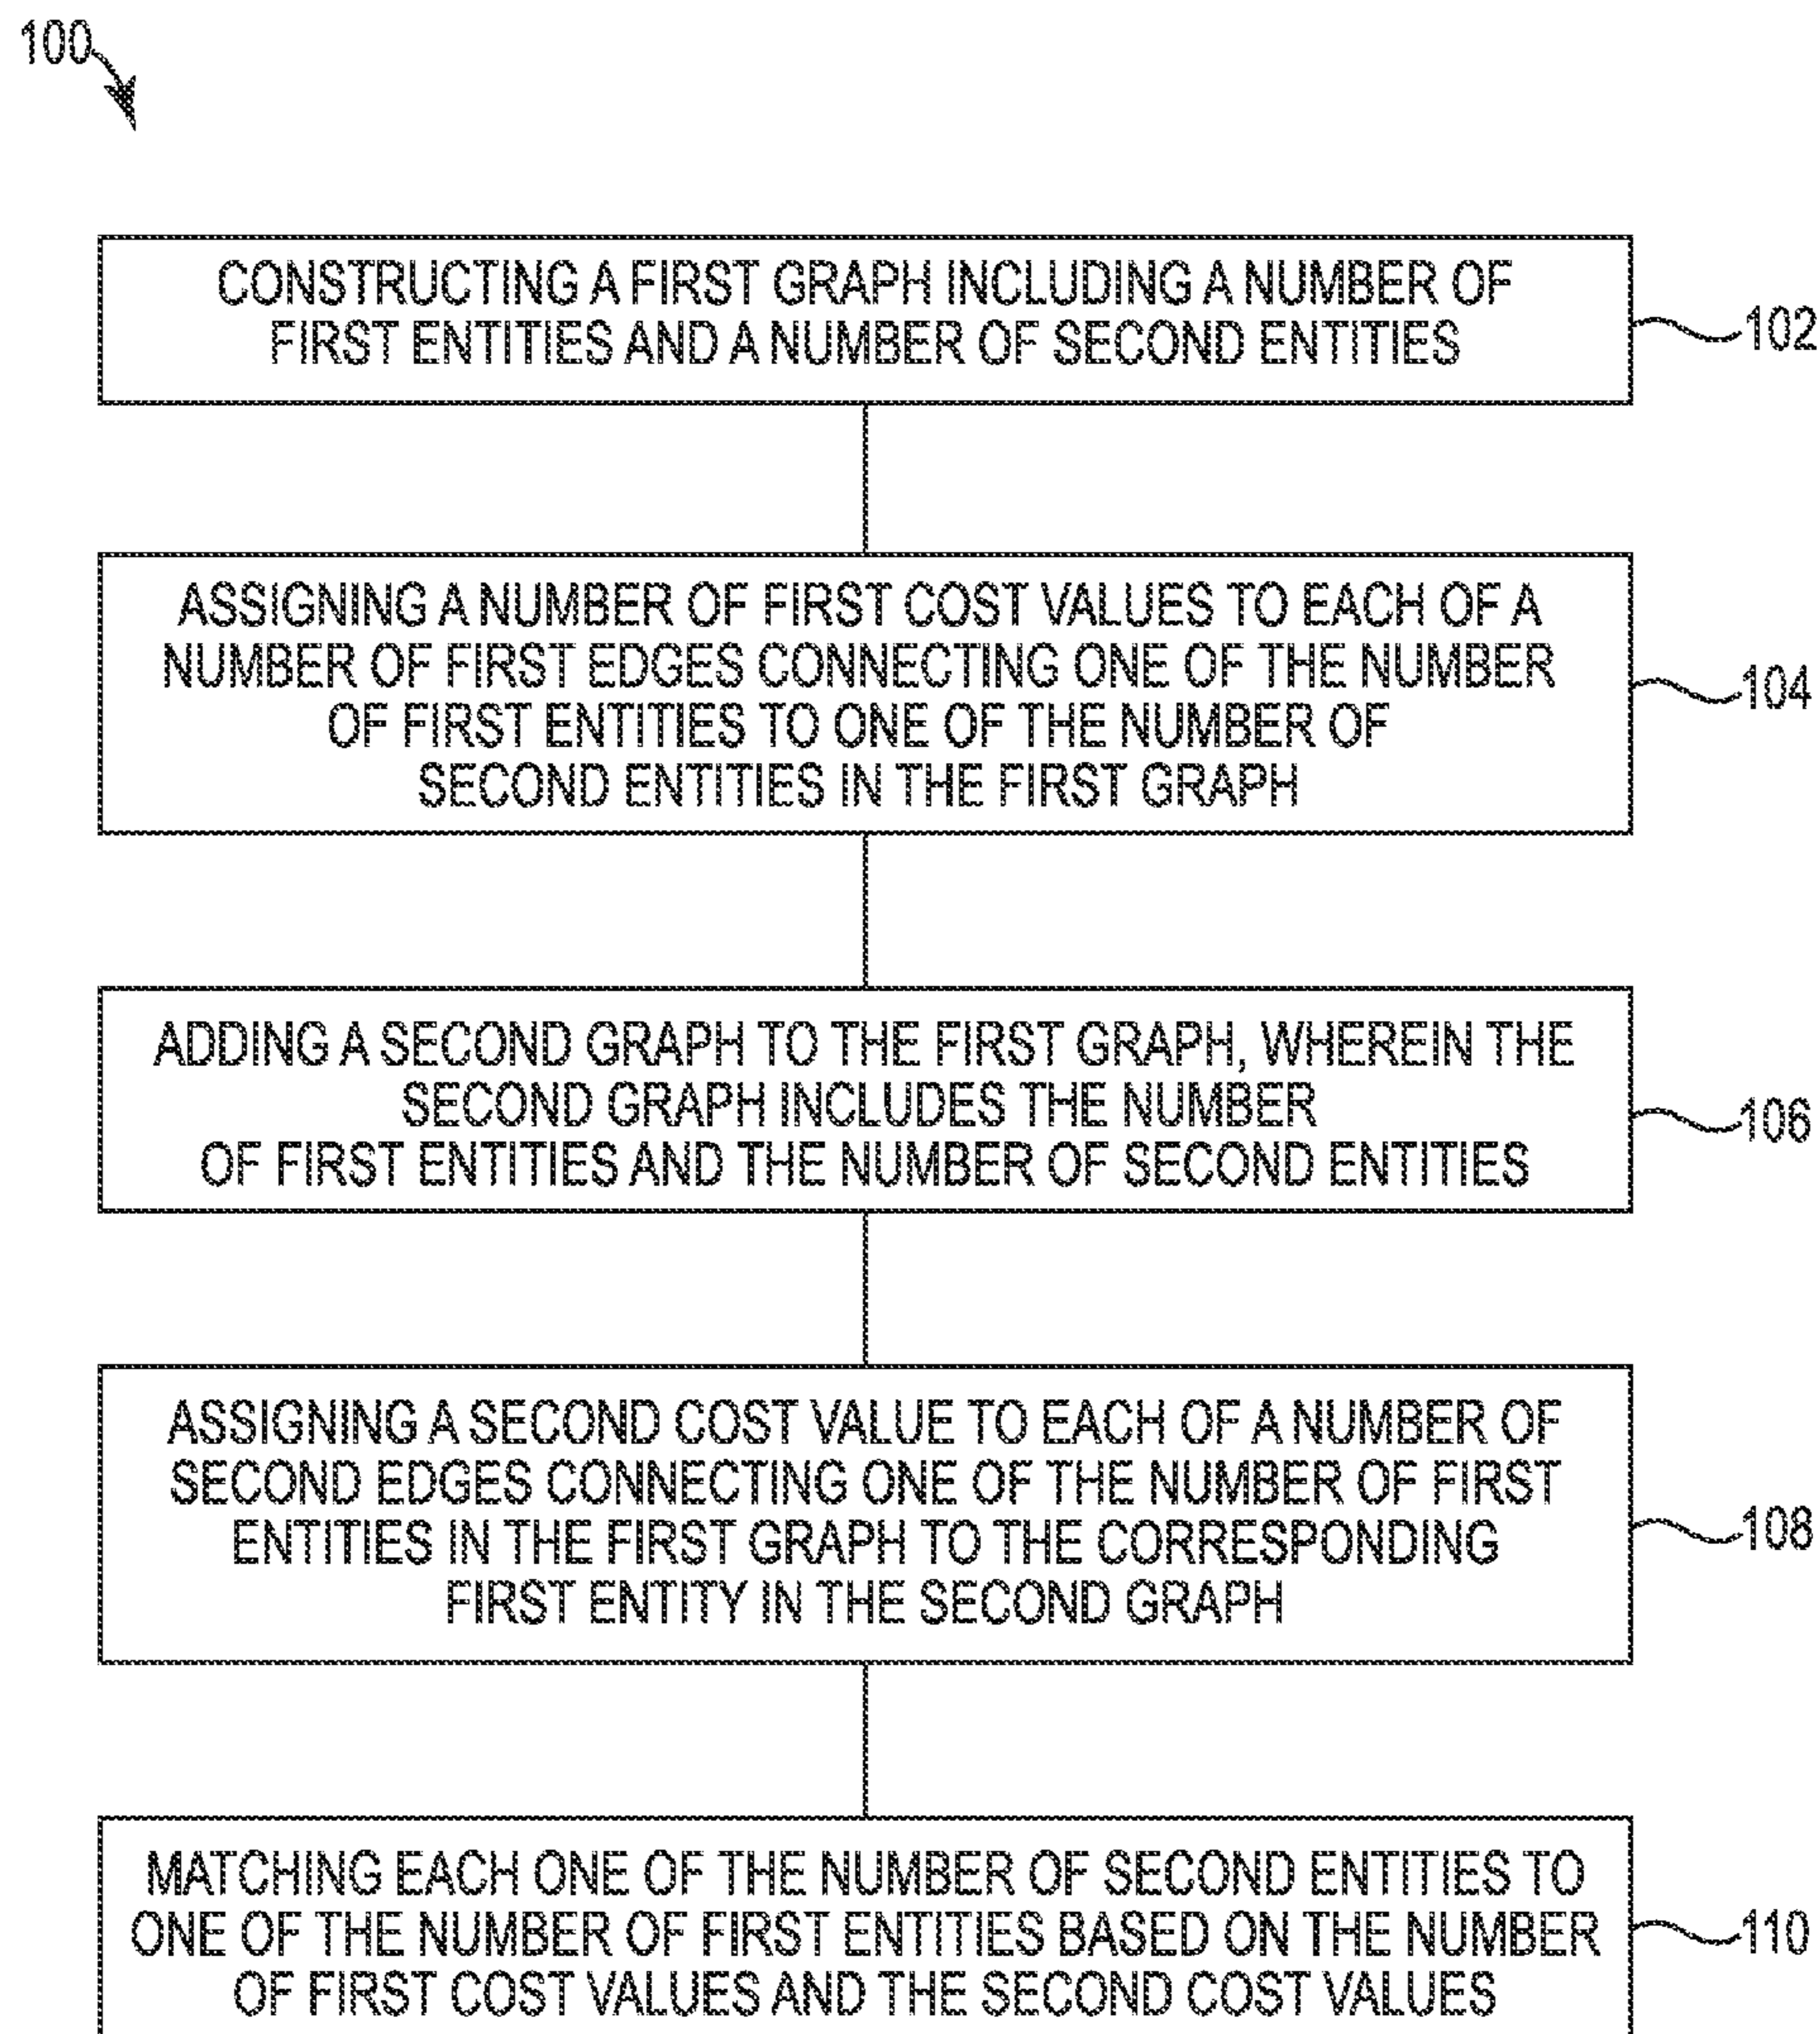 100
CONSTRUCTING A FIRST GRAPH INCLUDING A NUMBER OF
FIRST ENTITIES AND A NUMBER OF SECOND ENTITIES
102
ASSIGNING A NUMBER OF FIRST COST VALUES TO EACH OF A
NUMBER OF FIRST EDGES CONNECTING ONE OF THE NUMBER
OF FIRST ENTITIES TO ONE OF THE NUMBER OF
SECOND ENTITIES IN THE FIRST GRAPH
104
ADDING A SECOND GRAPH TO THE FIRST GRAPH, WHEREIN THE
SECOND GRAPH INCLUDES THE NUMBER
OF FIRST ENTITIES AND THE NUMBER OF SECOND ENTITIES
106
ASSIGNING A SECOND COST VALUE TO EACH OF A NUMBER OF
SECOND EDGES CONNECTING ONE OF THE NUMBER OF FIRST
ENTITIES IN THE FIRST GRAPH TO THE CORRESPONDING
FIRST ENTITY IN THE SECOND GRAPH
108
MATCHING EACH ONE OF THE NUMBER OF SECOND ENTITIES TO
ONE OF THE NUMBER OF FIRST ENTITIES BASED ON THE NUMBER
OF FIRST COST VALUES AND THE SECOND COST VALUES
110